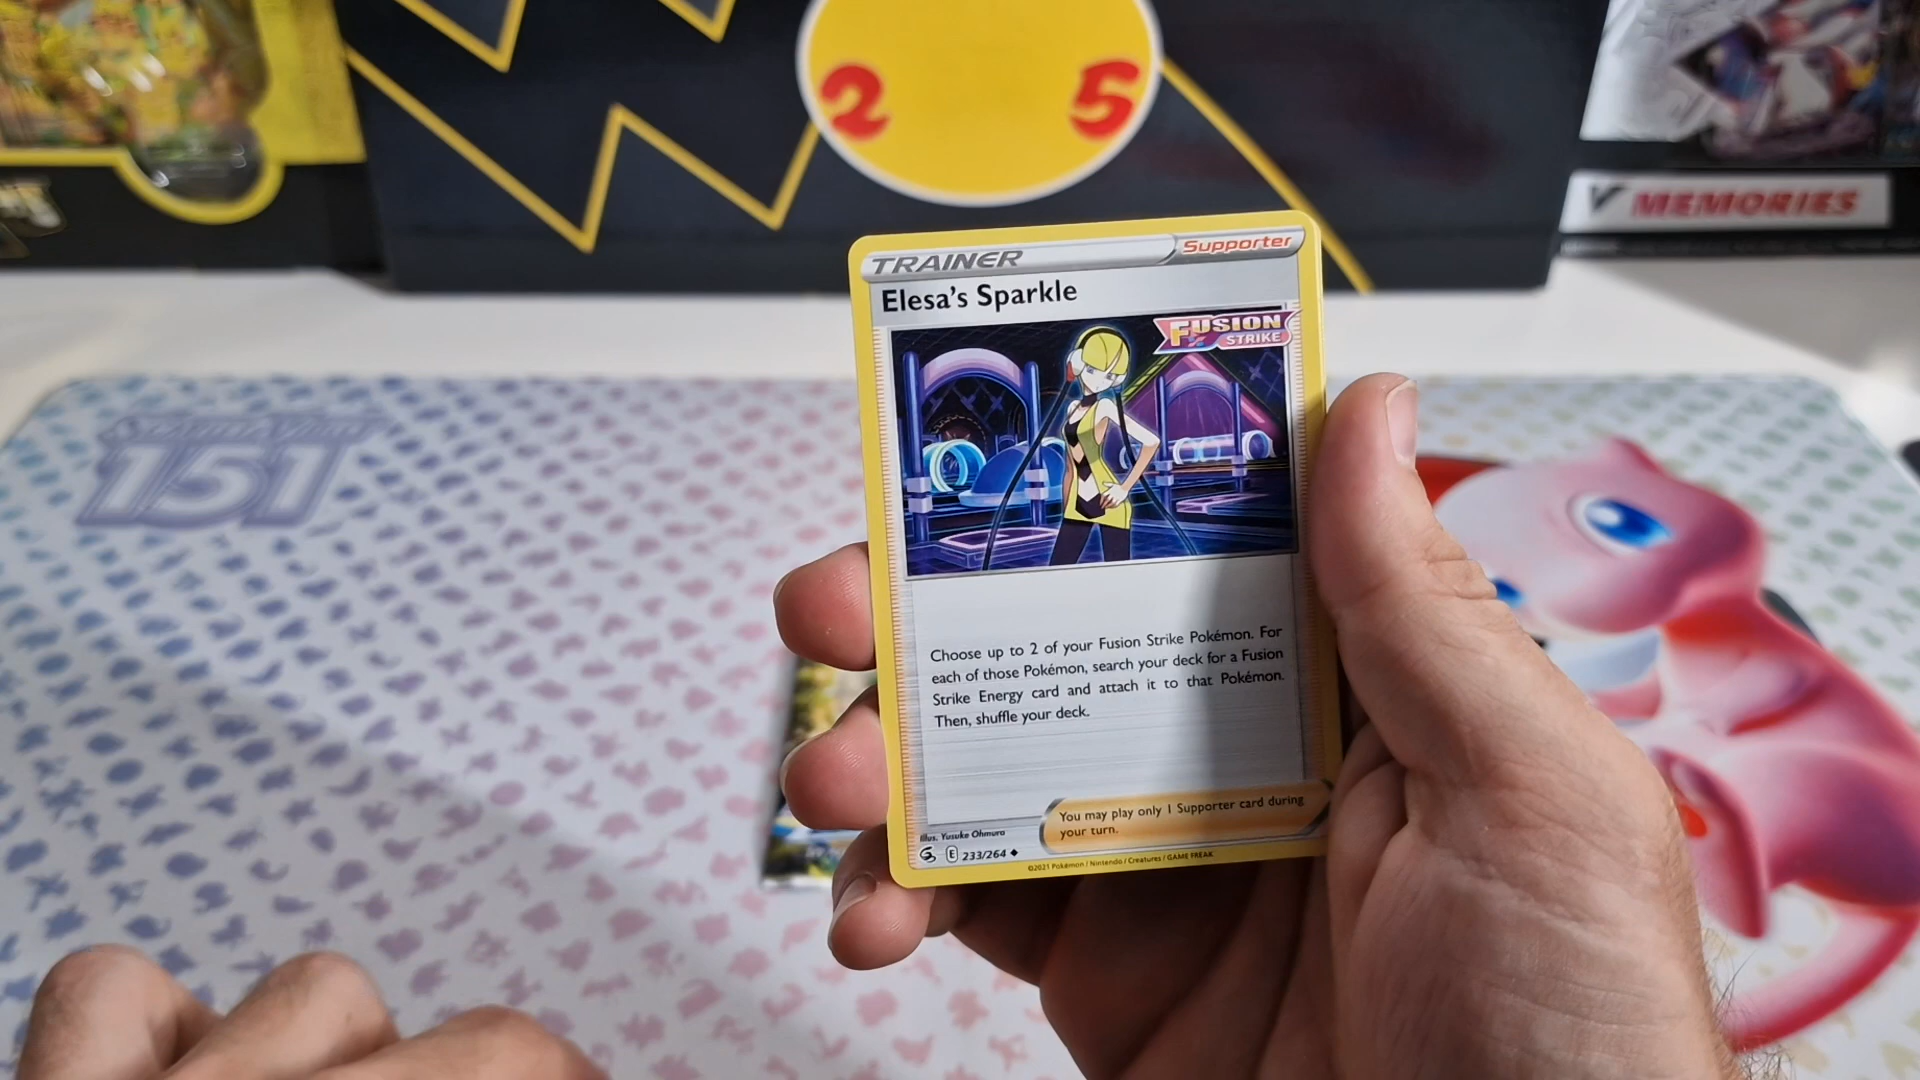 2 5
MEMORIES
TRAINER
Supporter
Elesa's Sparkle
FUSION
STRIKE
151
Choose up to 2 of your Fusion Strike Pokémon. For
each of those Pokémon, search your deck for a Fusion
Strike Energy card and attach it to that Pokémon.
Then, shuffle your deck.
You may play only 1 Supporter card during
your turn.
Illus. Yusuke Ohmura
E 233/264
©2021 Pokémon / Nintendo / Creatures / GAME FREAK